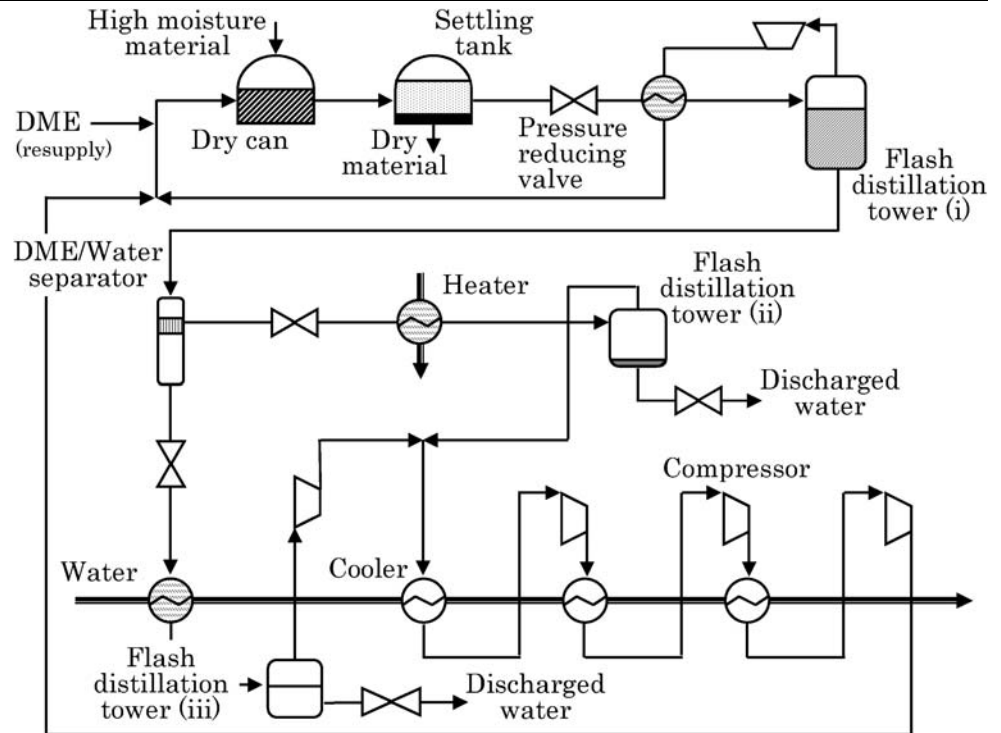 High moisture
material
Settling
tank
DME
(resupply)
Dry can
Dry
material
Pressure
reducing
valve
Flash
distillation
tower (i)
DME/Water
separator
Heater
Flash
distillation
tower (ii)
Discharged
water
Compressor
Water
Cooler
Flash
distillation
tower (iii)
Discharged
water